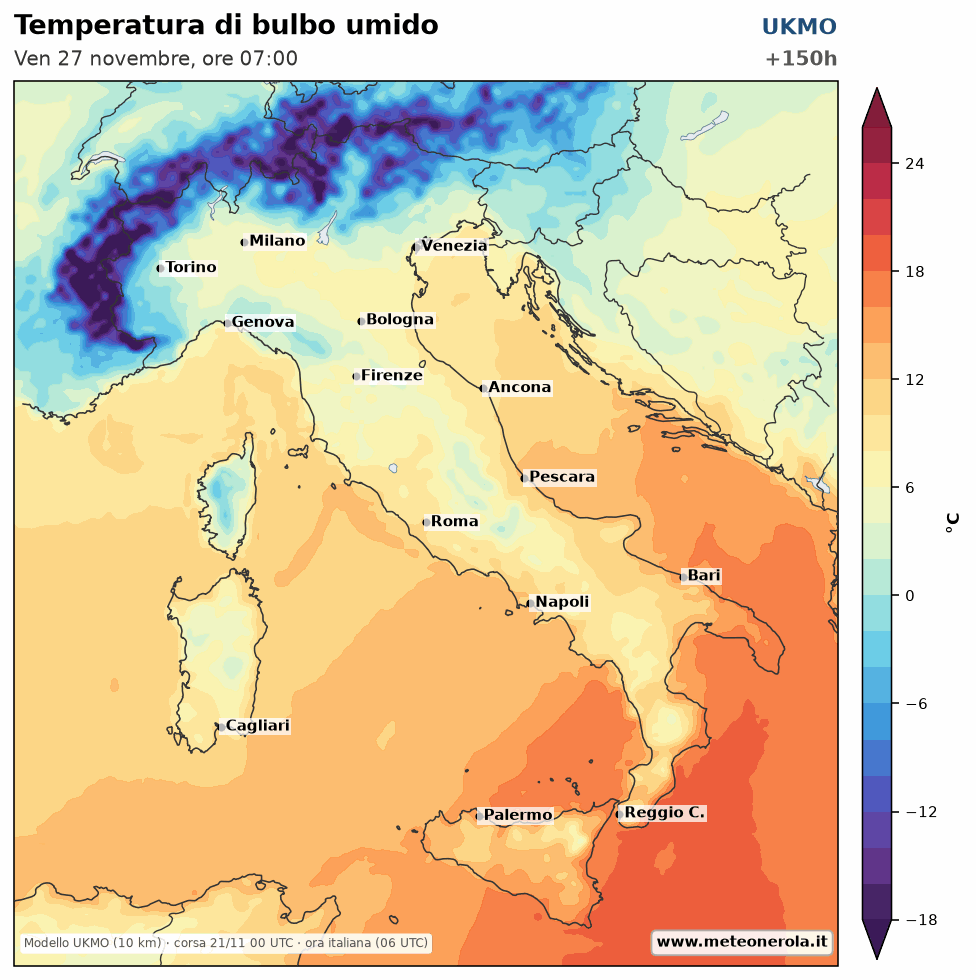 Temperatura di bulbo umido
UKMO
Ven 27 novembre, ore 07:00
+150h
Milano
Venezia
Torino
Genova
Bologna
Firenze
Ancona
Pescara
Roma
Bari
Napoli
Cagliari
Palermo
Reggio C.
24
18
12
6
0
−6
−12
−18
°C
Modello UKMO (10 km) · corsa 21/11 00 UTC · ora italiana (06 UTC)
www.meteonerola.it